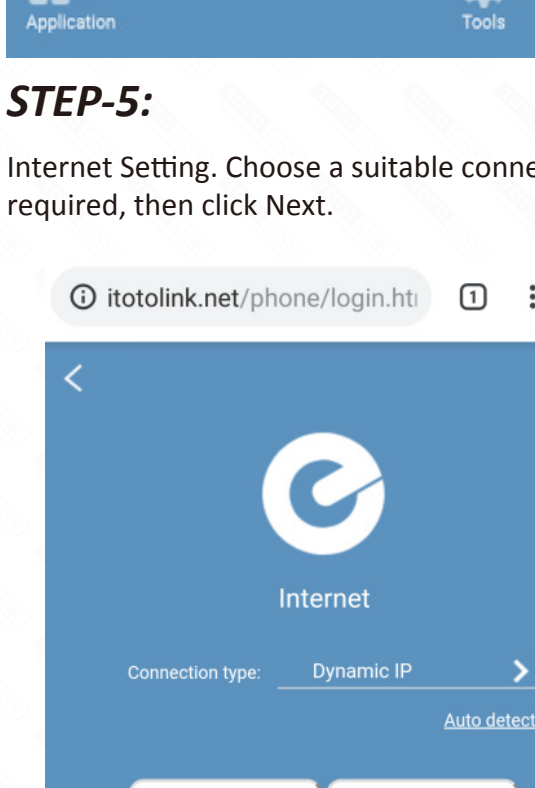 Application Tools
STEP-5:
Internet Setting. Choose a suitable
required, then click Next.
itotolink.net/phone/login.ht
1
Internet
Connection type: Dynamic IP
Auto detect